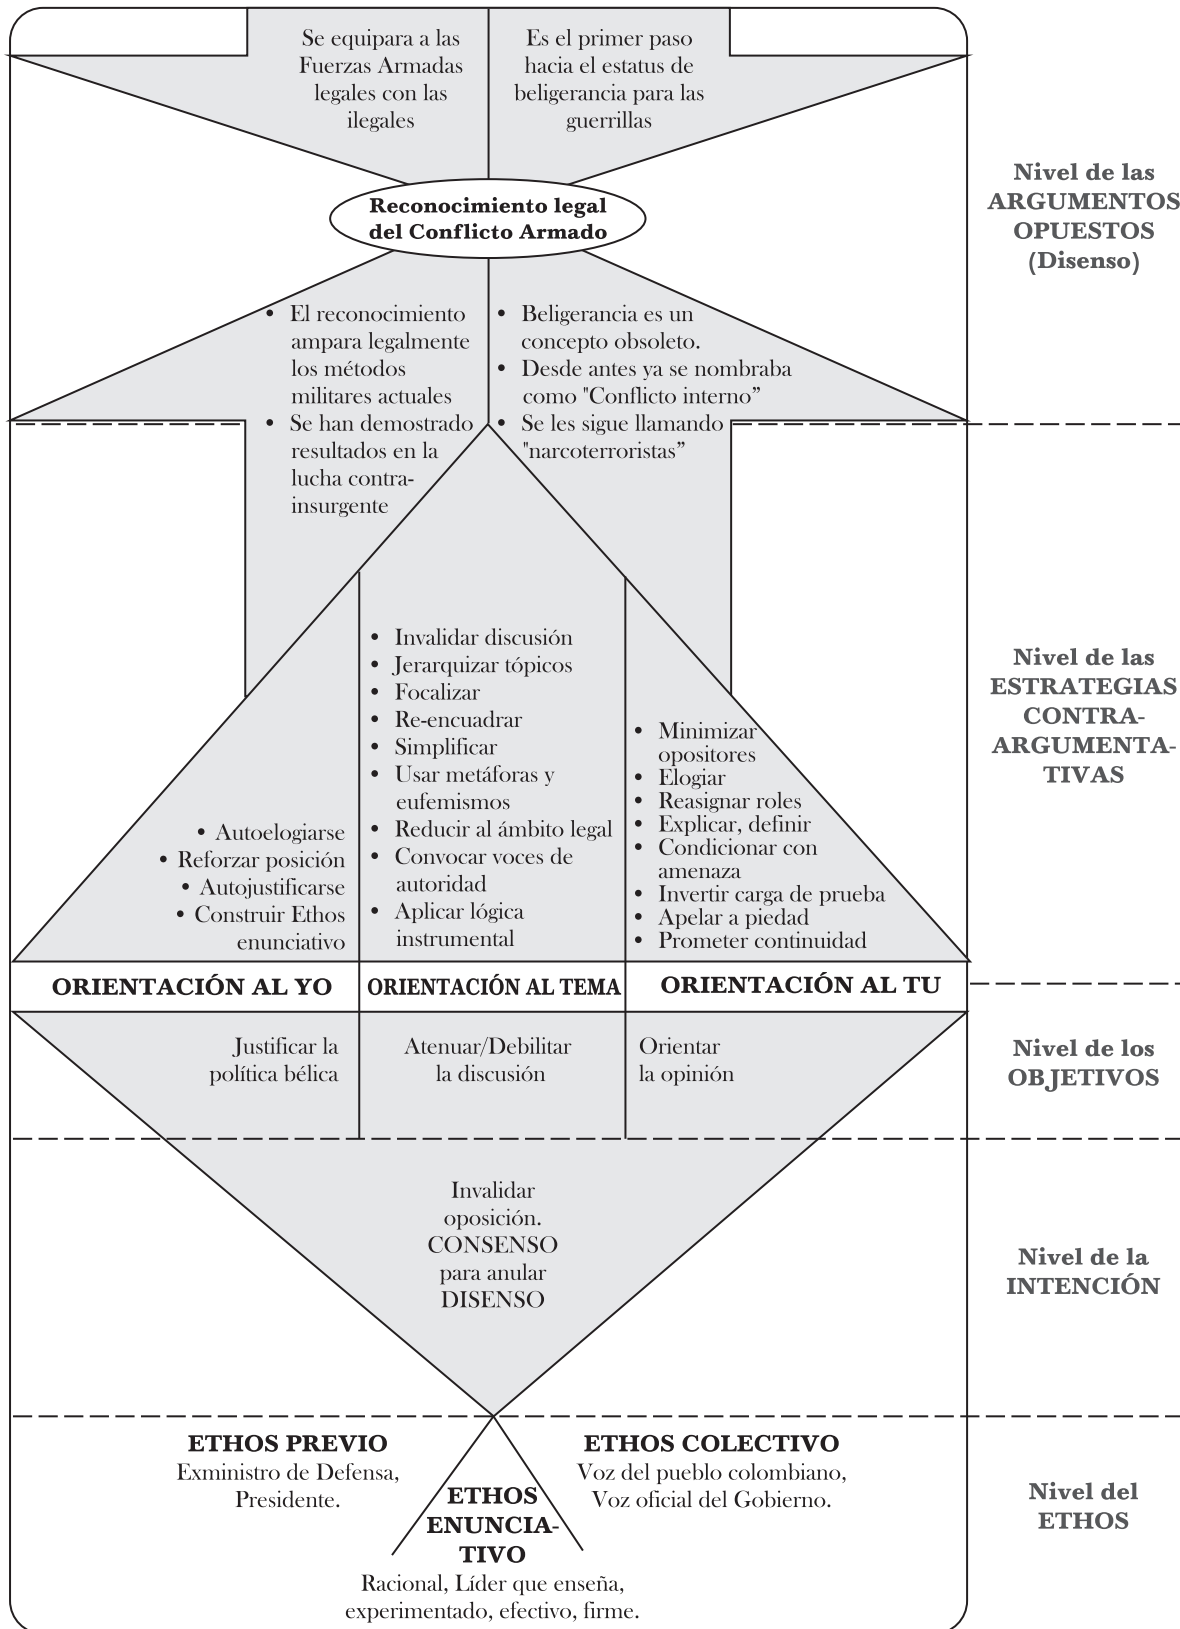 Se equipara a las
Fuerzas Armadas
legales con las
ilegales
Es el primer paso
hacia el estatus de
beligerancia para las
guerrillas
Reconocimiento legal
del Conflicto Armado
Nivel de las
ARGUMENTOS
OPUESTOS
(Disenso)
• El reconocimiento
ampara legalmente
los métodos
militares actuales
• Se han demostrado
resultados en la
lucha contra-
insurgente
• Beligerancia es un
concepto obsoleto.
• Desde antes ya se nombraba
como "Conflicto interno”
• Se les sigue llamando
"narcoterroristas”
• Autoelogiarse
• Reforzar posición
• Autojustificarse
• Construir Ethos
enunciativo
• Invalidar discusión
• Jerarquizar tópicos
• Focalizar
• Re-encuadrar
• Simplificar
• Usar metáforas y
eufemismos
• Reducir al ámbito legal
• Convocar voces de
autoridad
• Aplicar lógica
instrumental
• Minimizar
opositores
• Elogiar
• Reasignar roles
• Explicar, definir
• Condicionar con
amenaza
• Invertir carga de prueba
• Apelar a piedad
• Prometer continuidad
Nivel de las
ESTRATEGIAS
CONTRA-
ARGUMENTA-
TIVAS
ORIENTACIÓN AL YO
ORIENTACIÓN AL TEMA
ORIENTACIÓN AL TU
Justificar la
política bélica
Atenuar/Debilitar
la discusión
Orientar
la opinión
Nivel de los
OBJETIVOS
Invalidar
oposición.
CONSENSO
para anular
DISENSO
Nivel de la
INTENCIÓN
ETHOS PREVIO
Exministro de Defensa,
Presidente.
ETHOS COLECTIVO
Voz del pueblo colombiano,
Voz oficial del Gobierno.
ETHOS
ENUNCIA-
TIVO
Racional, Líder que enseña,
experimentado, efectivo, firme.
Nivel del
ETHOS